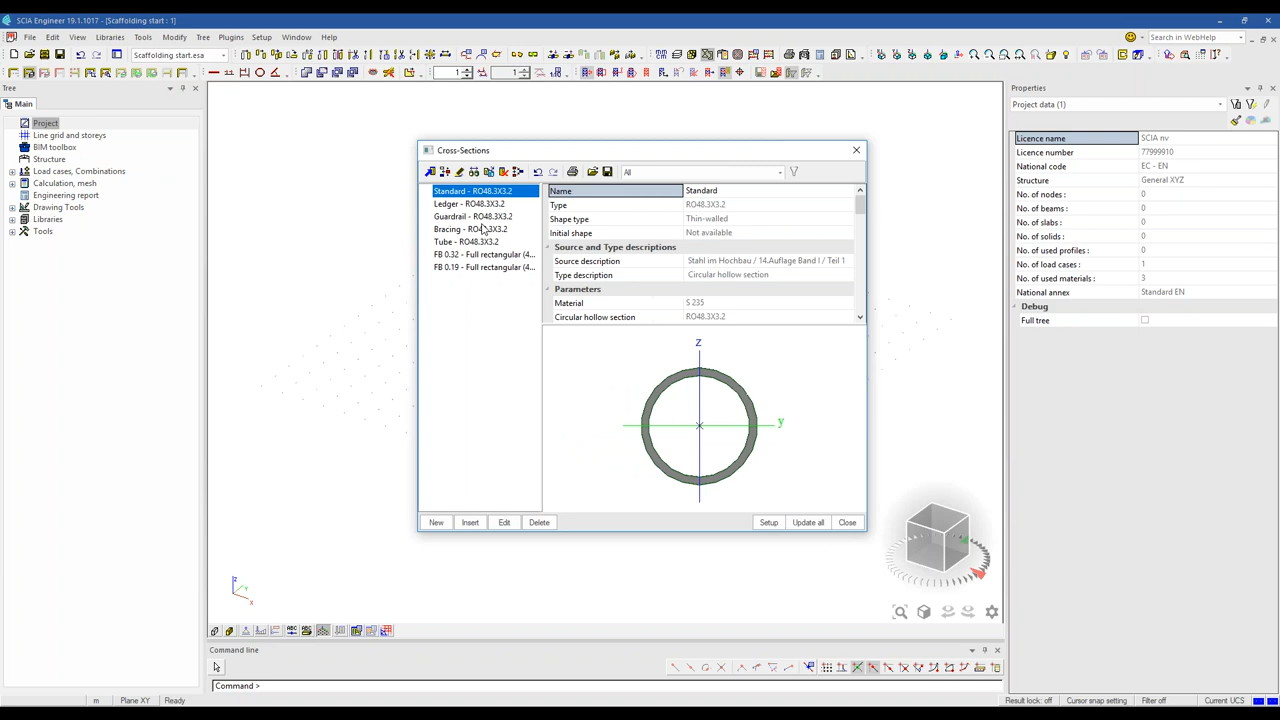 SCIA Engineer 19.1.1017 - [Scaffolding start : 1]
File Edit View Libraries Tools Modify Tree Plugins Setup Window Help
Search in WebHelp
Scaffolding start.esa
1
1
Tree
Properties
Main
Project data (1)
Project
Line grid and storeys
BIM toolbox
Structure
Load cases, Combinations
Calculation, mesh
Engineering report
Drawing Tools
Libraries
Tools
Cross-Sections
All
Standard - RO48.3X3.2
Ledger - RO48.3X3.2
Guardrail - RO48.3X3.2
Bracing - RO48.3X3.2
Tube - RO48.3X3.2
FB 0.32 - Full rectangular (4...
FB 0.19 - Full rectangular (4...
Name Standard
Type RO48.3X3.2
Shape type Thin-walled
Initial shape Not available
Source and Type descriptions
Source description Stahl im Hochbau / 14.Auflage Band I / Teil 1
Type description Circular hollow section
Parameters
Material S 235
Circular hollow section RO48.3X3.2
z
y
New Insert Edit Delete Setup Update all Close
Licence name SCIA nv
Licence number 77999910
National code EC - EN
Structure General XYZ
No. of nodes: 0
No. of beams: 0
No. of slabs: 0
No. of solids: 0
No. of used profiles: 0
No. of load cases: 1
No. of used materials: 3
National annex Standard EN
Debug
Full tree
z
Y
X
ABC
ABC
Command line
Command >
m Plane XY Ready Result lock: off Cursor snap setting Filter off Current UCS